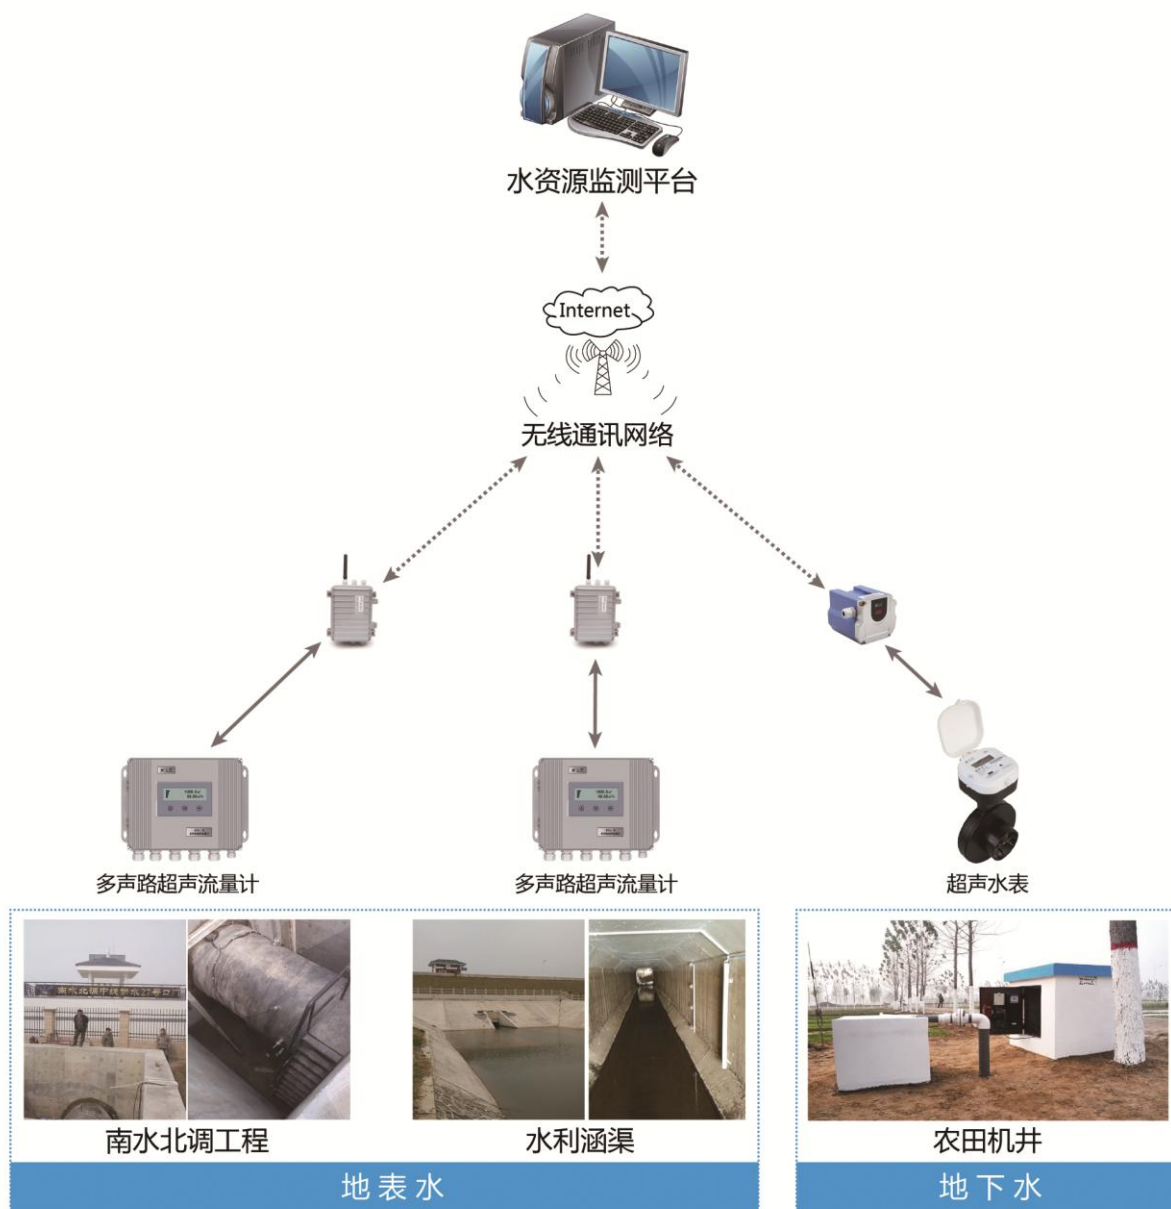 水资源监测平台
Internet
无线通讯网络
多声路超声流量计
多声路超声流量计
超声水表
南水北调工程
水利涵渠
农田机井
地表水
地下水